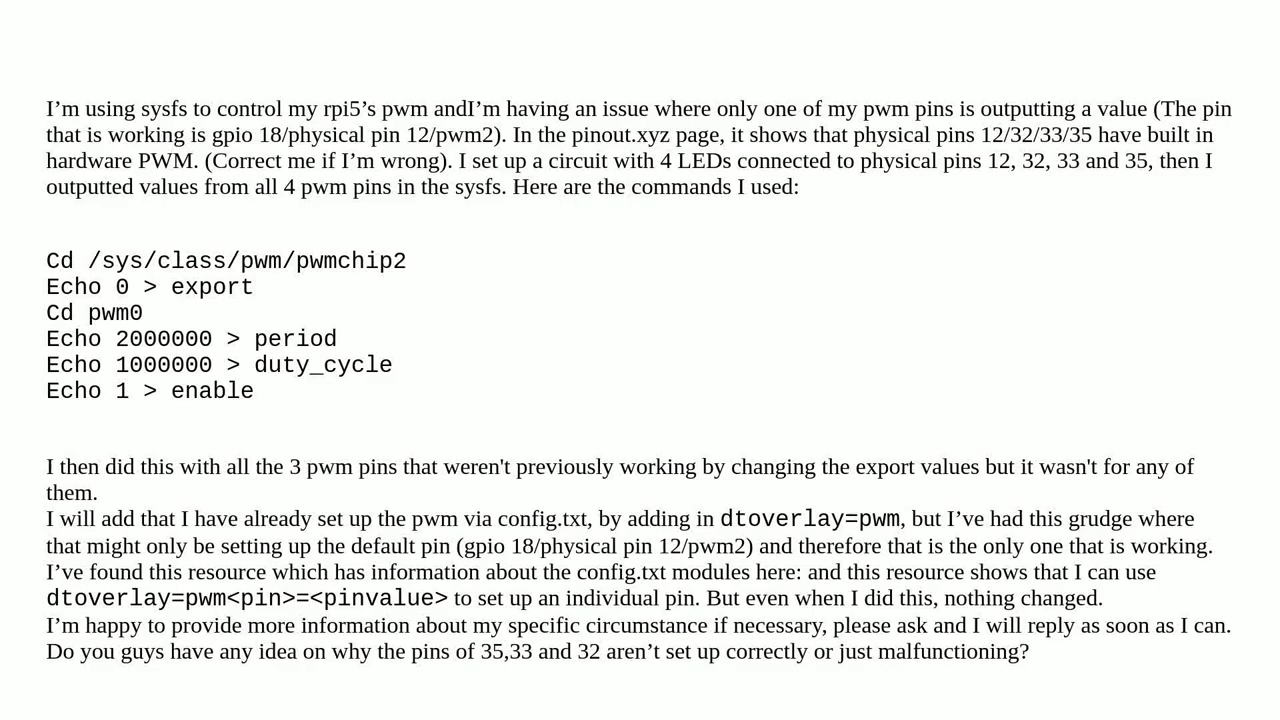 I’m using sysfs to control my rpi5’s pwm andI’m having an issue where only one of my pwm pins is outputting a value (The pin
that is working is gpio 18/physical pin 12/pwm2). In the pinout.xyz page, it shows that physical pins 12/32/33/35 have built in
hardware PWM. (Correct me if I’m wrong). I set up a circuit with 4 LEDs connected to physical pins 12, 32, 33 and 35, then I
outputted values from all 4 pwm pins in the sysfs. Here are the commands I used:
Cd /sys/class/pwm/pwmchip2
Echo 0 > export
Cd pwm0
Echo 2000000 > period
Echo 1000000 > duty_cycle
Echo 1 > enable
I then did this with all the 3 pwm pins that weren't previously working by changing the export values but it wasn't for any of
them.
I will add that I have already set up the pwm via config.txt, by adding in dtoverlay=pwm, but I’ve had this grudge where
that might only be setting up the default pin (gpio 18/physical pin 12/pwm2) and therefore that is the only one that is working.
I’ve found this resource which has information about the config.txt modules here: and this resource shows that I can use
dtoverlay=pwm<pin>=<pinvalue> to set up an individual pin. But even when I did this, nothing changed.
I’m happy to provide more information about my specific circumstance if necessary, please ask and I will reply as soon as I can.
Do you guys have any idea on why the pins of 35,33 and 32 aren’t set up correctly or just malfunctioning?